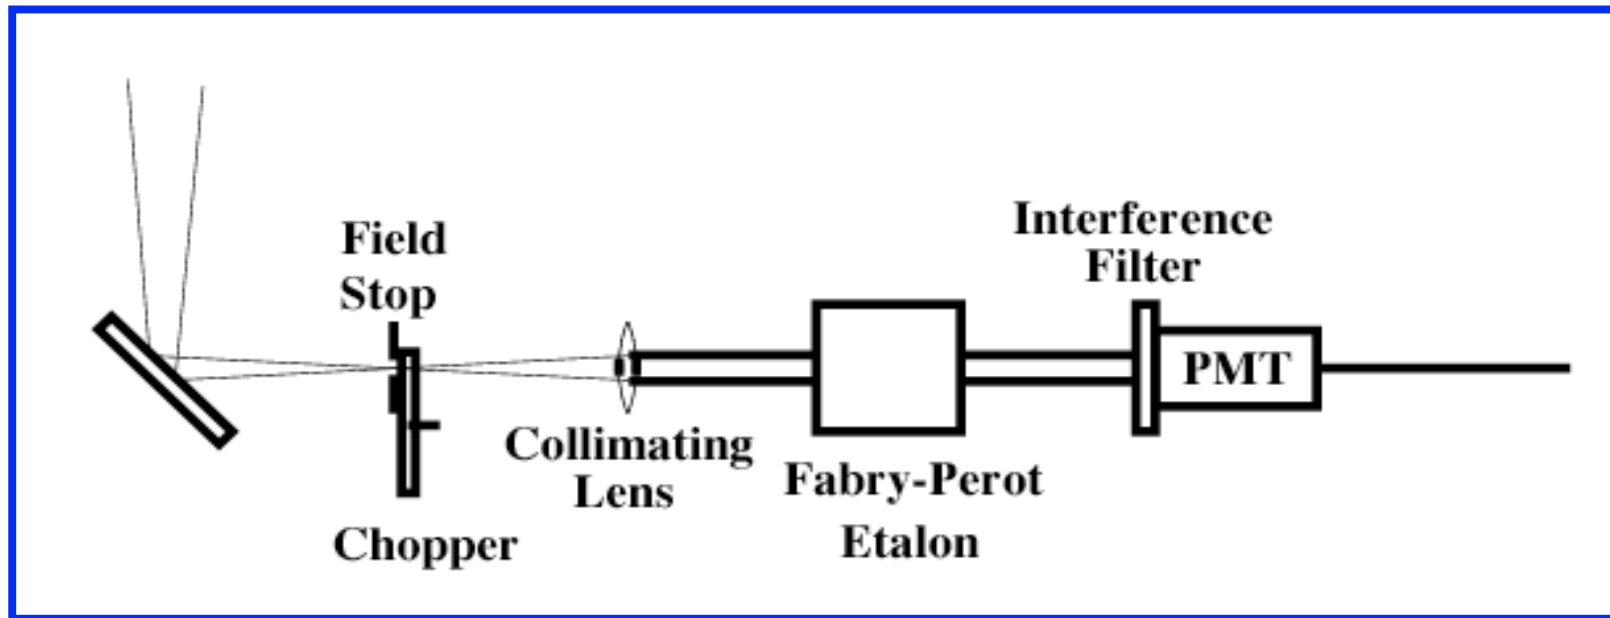 Field
Stop
Chopper
Collimating
Lens
Fabry-Perot
Etalon
Interference
Filter
PMT